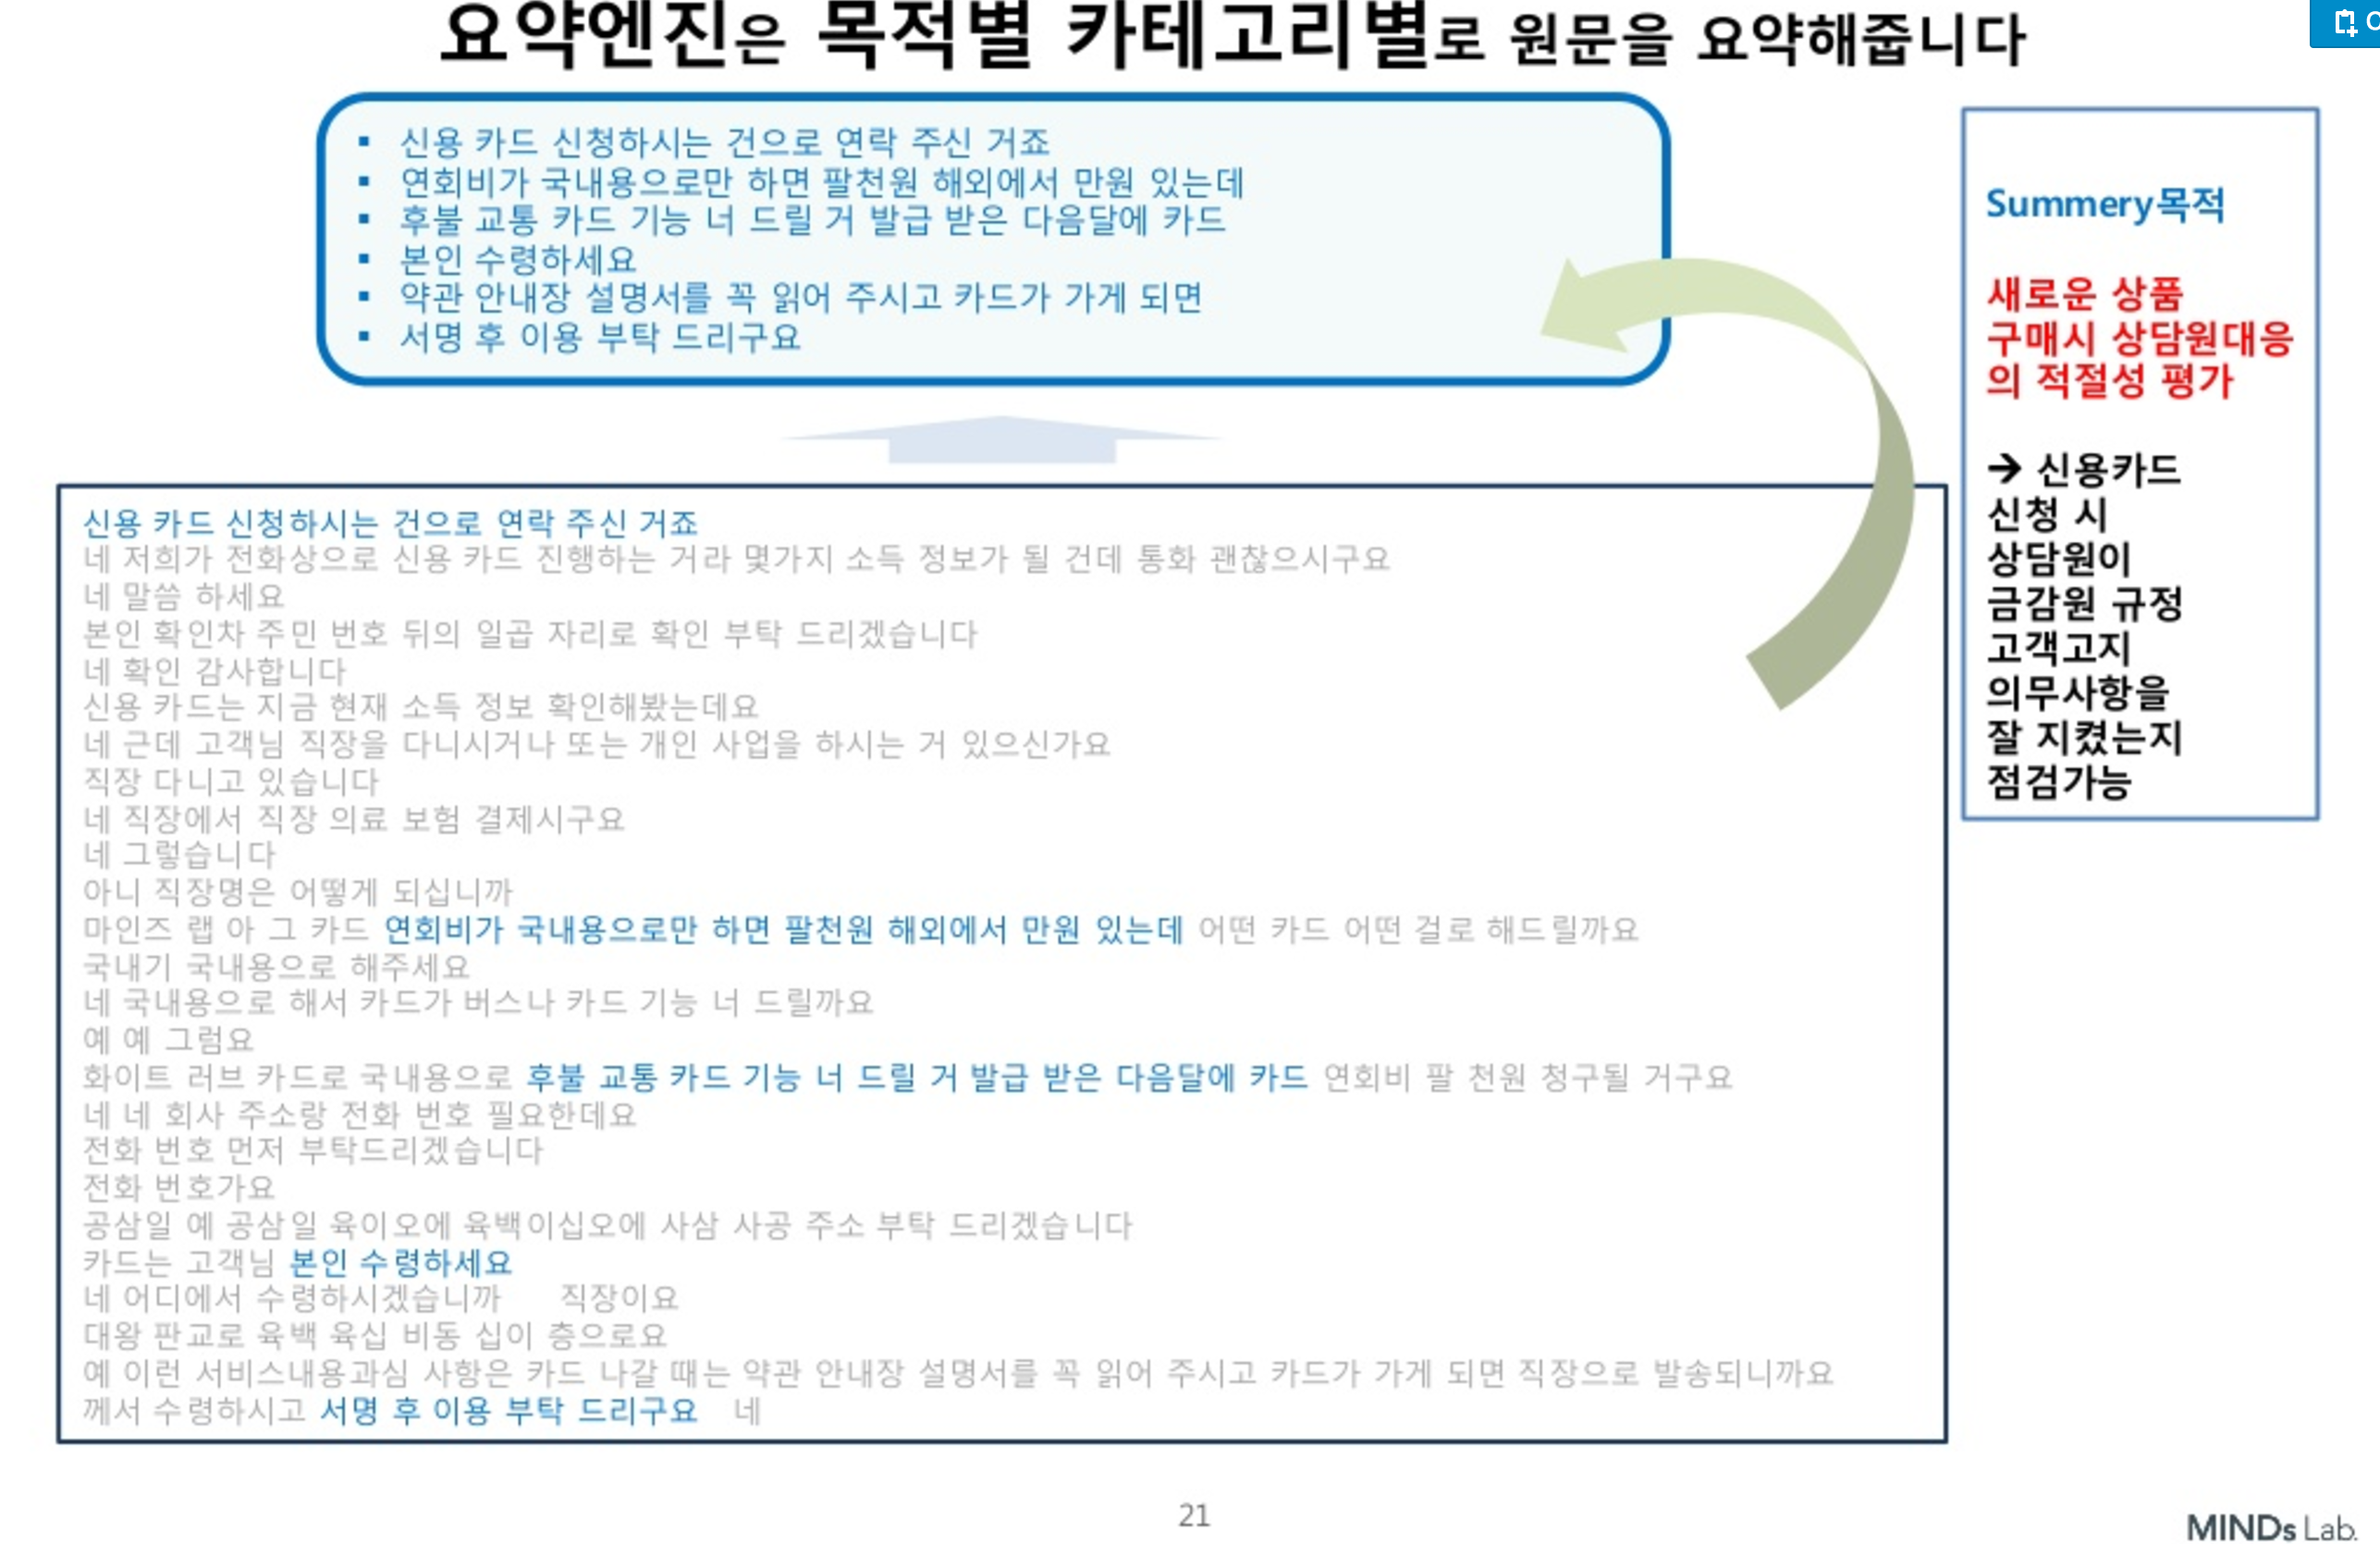 요약엔진은 목적별 카테고리별로 원문을 요약해줍니다
▪ 신용 카드 신청하시는 건으로 연락 주신 거죠
▪ 연회비가 국내용으로만 하면 팔천원 해외에서 만원 있는데
▪ 후불 교통 카드 기능 너 드릴 거 발급 받은 다음달에 카드
▪ 본인 수령하세요
▪ 약관 안내장 설명서를 꼭 읽어 주시고 카드가 가게 되면
▪ 서명 후 이용 부탁 드리구요
Summery목적
새로운 상품
구매시 상담원대응
의 적절성 평가
→ 신용카드
신청 시
상담원이
금감원 규정
고객고지
의무사항을
잘 지켰는지
점검가능
신용 카드 신청하시는 건으로 연락 주신 거죠
네 저희가 전화상으로 신용 카드 진행하는 거라 몇가지 소득 정보가 될 건데 통화 괜찮으시구요
네 말씀 하세요
본인 확인차 주민 번호 뒤의 일곱 자리로 확인 부탁 드리겠습니다
네 확인 감사합니다
신용 카드는 지금 현재 소득 정보 확인해봤는데요
네 근데 고객님 직장을 다니시거나 또는 개인 사업을 하시는 거 있으신가요
직장 다니고 있습니다
네 직장에서 직장 의료 보험 결제시구요
네 그렇습니다
아니 직장명은 어떻게 되십니까
마인즈 랩 아 그 카드 연회비가 국내용으로만 하면 팔천원 해외에서 만원 있는데 어떤 카드 어떤 걸로 해드릴까요
국내기 국내용으로 해주세요
네 국내용으로 해서 카드가 버스나 카드 기능 너 드릴까요
예 예 그럼요
화이트 러브 카드로 국내용으로 후불 교통 카드 기능 너 드릴 거 발급 받은 다음달에 카드 연회비 팔 천원 청구될 거구요
네 네 회사 주소랑 전화 번호 필요한데요
전화 번호 먼저 부탁드리겠습니다
전화 번호가요
공삼일 예 공삼일 육이오에 육백이십오에 사삼 사공 주소 부탁 드리겠습니다
카드는 고객님 본인 수령하세요
네 어디에서 수령하시겠습니까 직장이요
대왕 판교로 육백 육십 비동 십이 층으로요
예 이런 서비스내용과심 사항은 카드 나갈 때는 약관 안내장 설명서를 꼭 읽어 주시고 카드가 가게 되면 직장으로 발송되니까요
께서 수령하시고 서명 후 이용 부탁 드리구요 네
21
MINDs Lab.